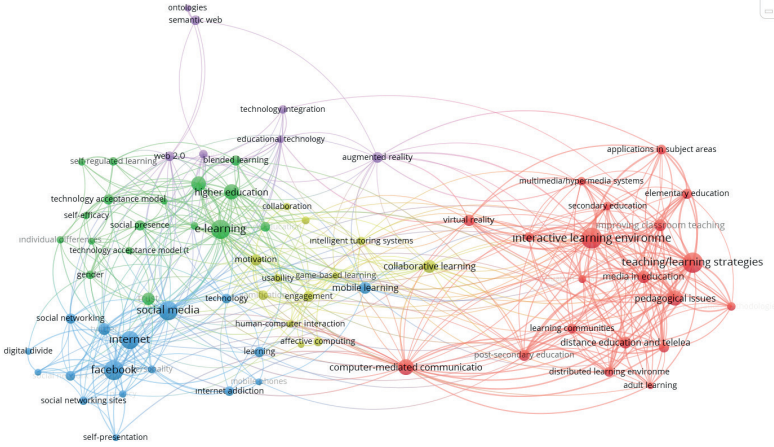 ontologies
semantic web
technology integration
educational technology
web 2.0
blended learning
augmented reality
self-regulated learning
applications in subject areas
multimedia/hypermedia systems
higher education
elementary education
technology acceptance model
collaboration
secondary education
self-efficacy
virtual reality
improving classroom teaching
social presence
e-learning
individual differences
intelligent tutoring systems
interactive learning environme
technology acceptance model (t
motivation
teaching/learning strategies
collaborative learning
gender
usability
game-based learning
media in education
mobile learning
technology
engagement
pedagogical issues
social media
social networking
human-computer interaction
learning communities
internet
affective computing
distance education and telelea
digital divide
learning
post-secondary education
facebook
computer-mediated communicatio
distributed learning environme
mobile phones
adult learning
internet addiction
social networking sites
self-presentation